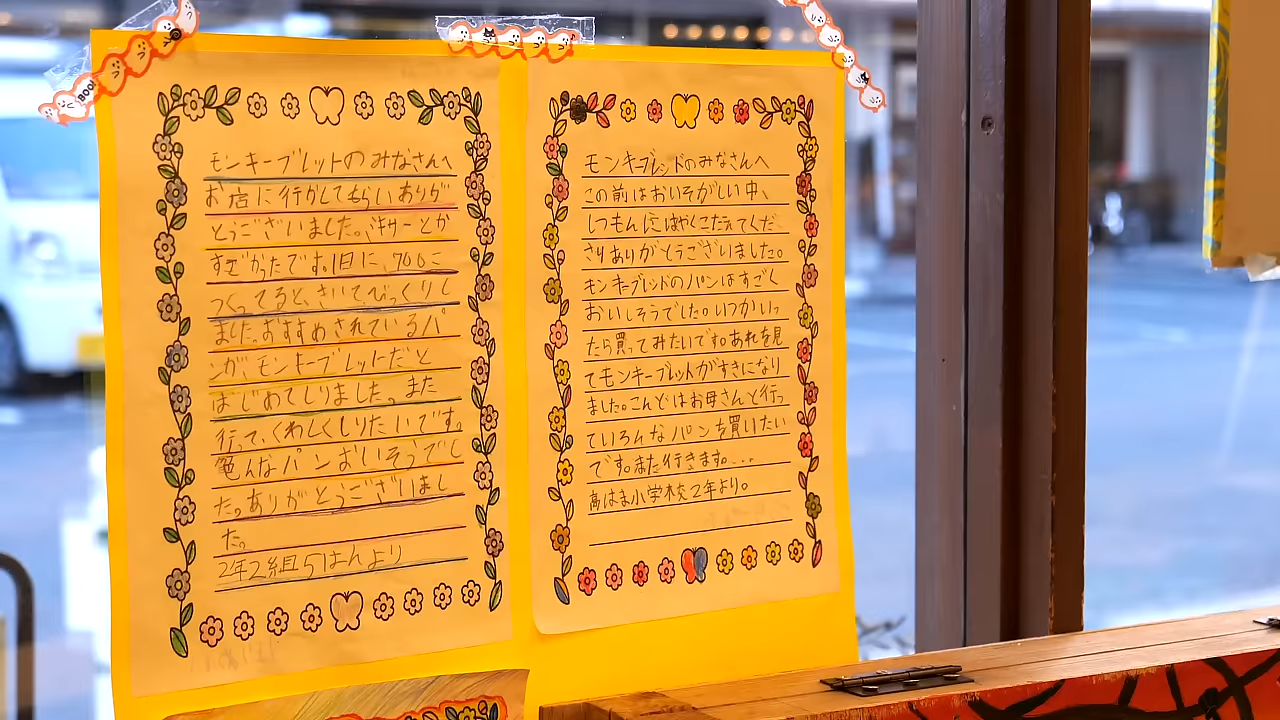 BOO!
モンキーブレットのみなさんへ
お店に行かしてもらいありが
とうございました。ミキサーとか
すごかったです。1日に、700こ
つくってると、きいて、びっくりし
ました。おすすめされているパ
ンが、モンキーブレットだと
はじめてしりました。また
行って、くわしくしりたいです。
色んなパンおいそうでし
た。ありがとうございまし
た。
2年2組5はんより
モンキーブレッドのみなさんへ
この前はおいそがしい中、
しつもんにはやくこたえてくだ
さりありがとうございました。
モンキーブレッドのパンはすごく
おいしそうでした。いつかいっ
たら買ってみたいです。あれを見
てモンキーブレットがすきになり
ました。こんどはお母さんと行っ
ていろんなパンを買いたい
です。また行きます。...
高はま小学校2年より。